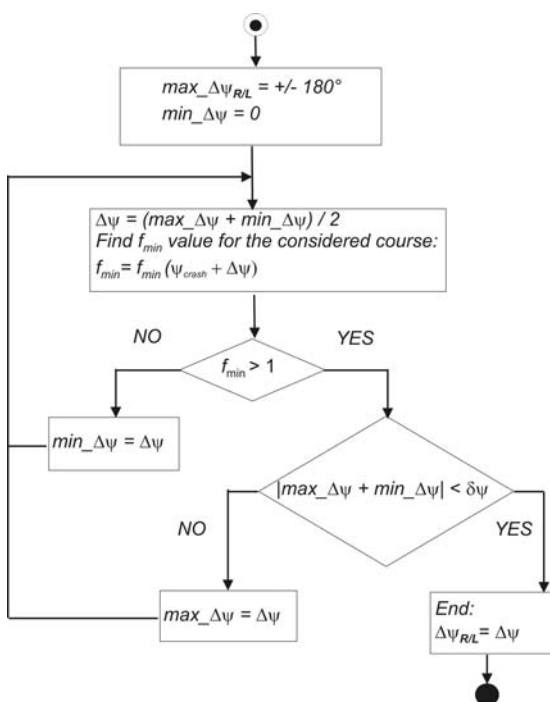 max_Δψ_R/L = +/- 180°
min_Δψ = 0
Δψ = (max_Δψ + min_Δψ) / 2
Find f_min value for the considered course:
f_min = f_min (ψ_crash + Δψ)
NO
YES
f_min > 1
min_Δψ = Δψ
|max_Δψ + min_Δψ| < δψ
NO
YES
max_Δψ = Δψ
End:
Δψ_R/L = Δψ